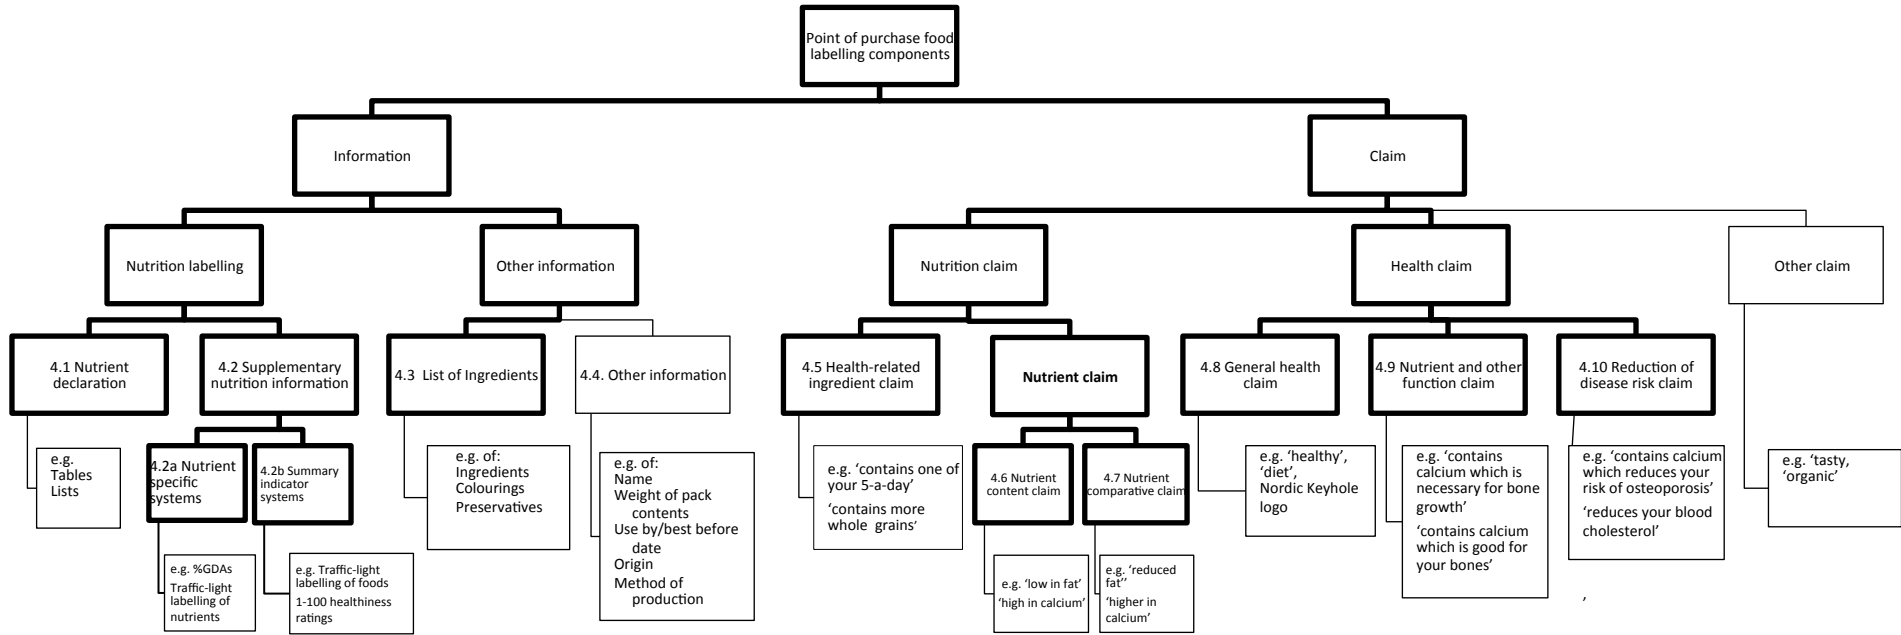 Point of purchase food
labelling components
Information
Claim
Nutrition labelling
Other information
Nutrition claim
Health claim
Other claim
4.1 Nutrient
declaration
4.2 Supplementary
nutrition information
4.3 List of Ingredients
4.4. Other information
4.5 Health-related
ingredient claim
Nutrient claim
4.8 General health
claim
4.9 Nutrient and other
function claim
4.10 Reduction of
disease risk claim
e.g.
Tables
Lists
4.2a Nutrient
specific
systems
4.2b Summary
indicator
systems
e.g. of:
Ingredients
Colourings
Preservatives
e.g. of:
Name
Weight of pack
contents
Use by/best before
date
Origin
Method of
production
e.g. ‘contains one of
your 5-a-day’
‘contains more
whole grains’
4.6 Nutrient
content claim
4.7 Nutrient
comparative claim
e.g. ‘healthy’,
‘diet’,
Nordic Keyhole
logo
e.g. ‘contains
calcium which is
necessary for bone
growth’
‘contains calcium
which is good for
your bones’
e.g. ‘contains calcium
which reduces your
risk of osteoporosis’
‘reduces your blood
cholesterol’
e.g. ‘tasty,
‘organic’
e.g. %GDAs
Traffic-light
labelling of
nutrients
e.g. Traffic-light
labelling of foods
1-100 healthiness
ratings
e.g. ‘low in fat’
‘high in calcium’
e.g. ‘reduced
fat’’
‘higher in
calcium’
,